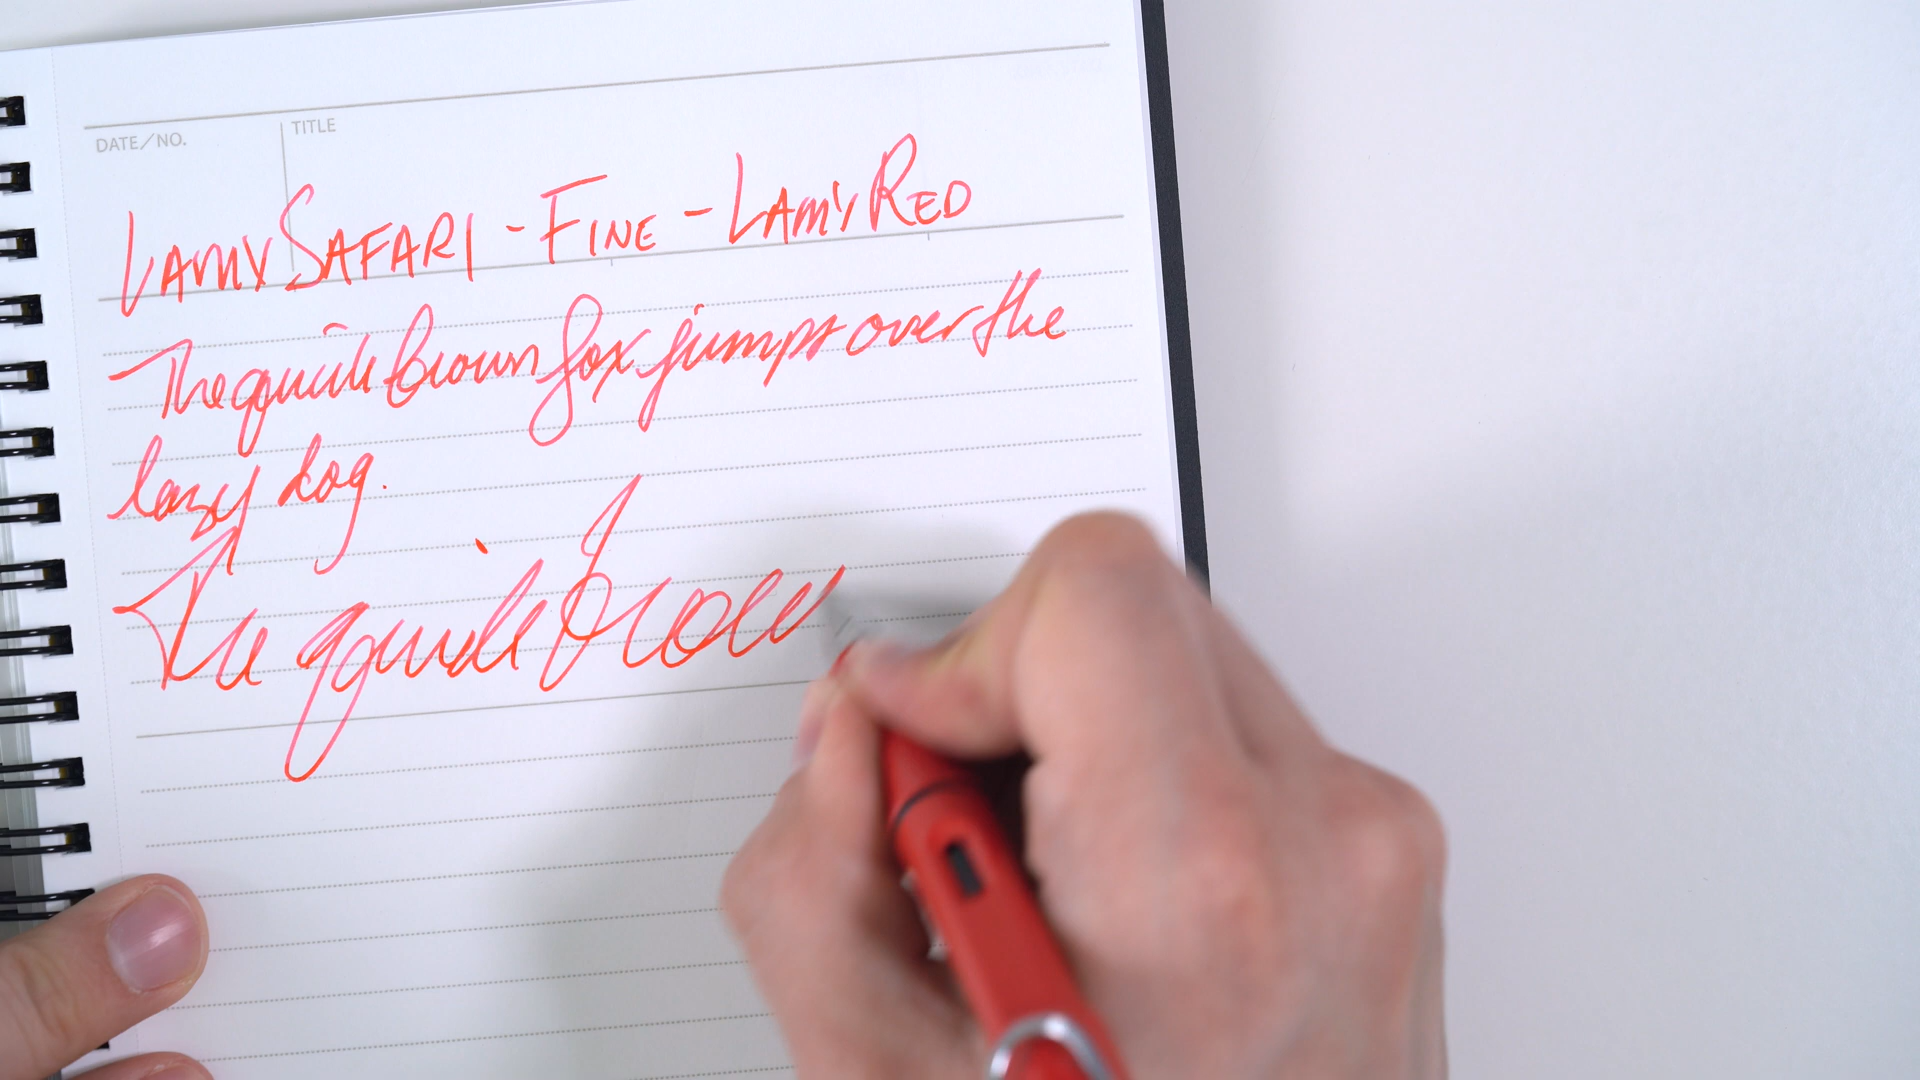 DATE/NO. TITLE
LAMY SAFARI - FINE - LAMY RED
The quick brown fox jumps over the
lazy dog.
The quick brow